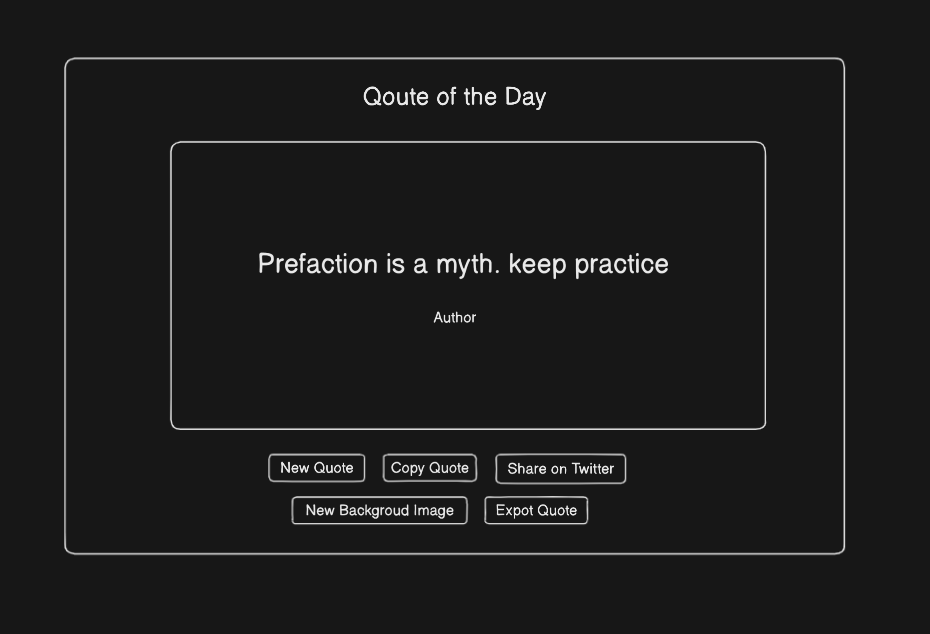 Qoute of the Day
Prefaction is a myth. keep practice
Author
New Quote Copy Quote Share on Twitter
New Backgroud Image Expot Quote